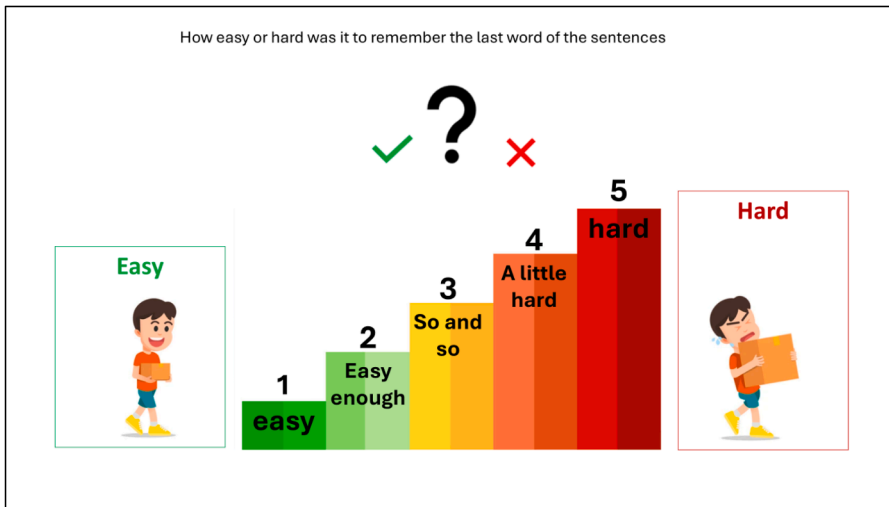 How easy or hard was it to remember the last word of the sentences
?
Easy
1
easy
2
Easy
enough
3
So and
so
4
A little
hard
5
hard
Hard